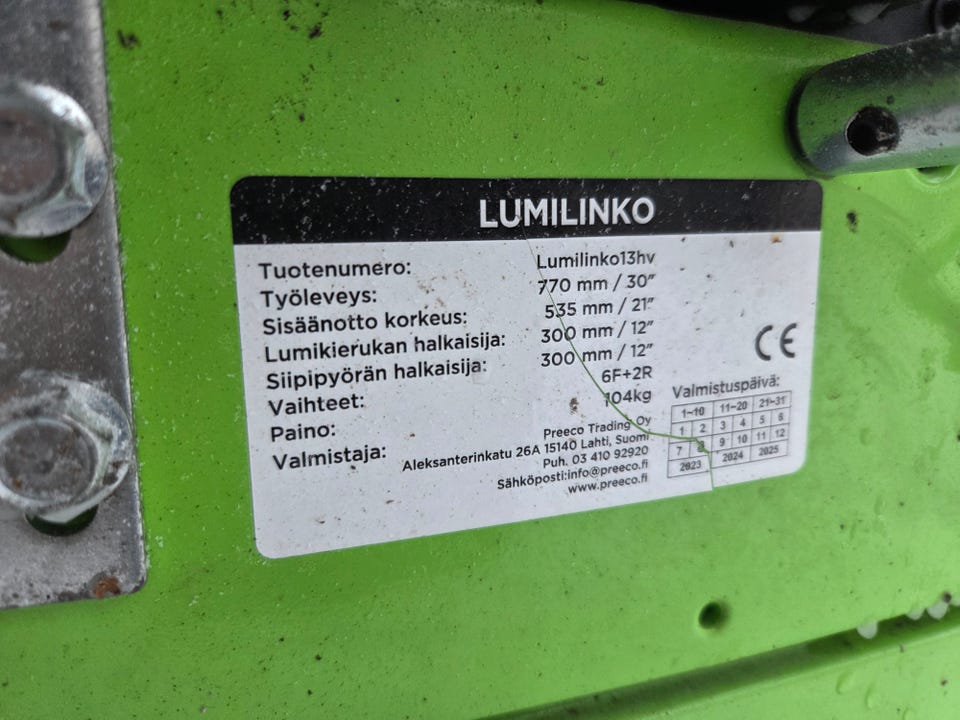 LUMILINKO
Tuotenumero: Lumilinko13hv
Työleveys: 770 mm / 30"
Sisäänotto korkeus: 535 mm / 21"
Lumikierukan halkaisija: 300 mm / 12"
Siipipyörän halkaisija: 300 mm / 12"
Vaihteet: 6F+2R
Paino: 104kg
Valmistaja: Preeco Trading Oy
Aleksanterinkatu 26A 15140 Lahti, Suomi
Puh. 03 410 92920
Sähköposti:info@preeco.fi
www.preeco.fi
CE
Valmistuspäivä:
1-10 11-20 21-31
1 2 3 4 5 6
7 8 9 10 11 12
2023 2024 2025